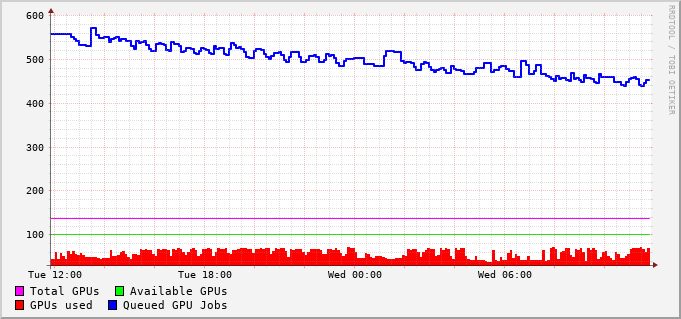 600
500
400
300
200
100
Tue 12:00 Tue 18:00 Wed 00:00 Wed 06:00
Total GPUs Available GPUs
GPUs used Queued GPU Jobs
RRDTOOL / TOBI OETIKER